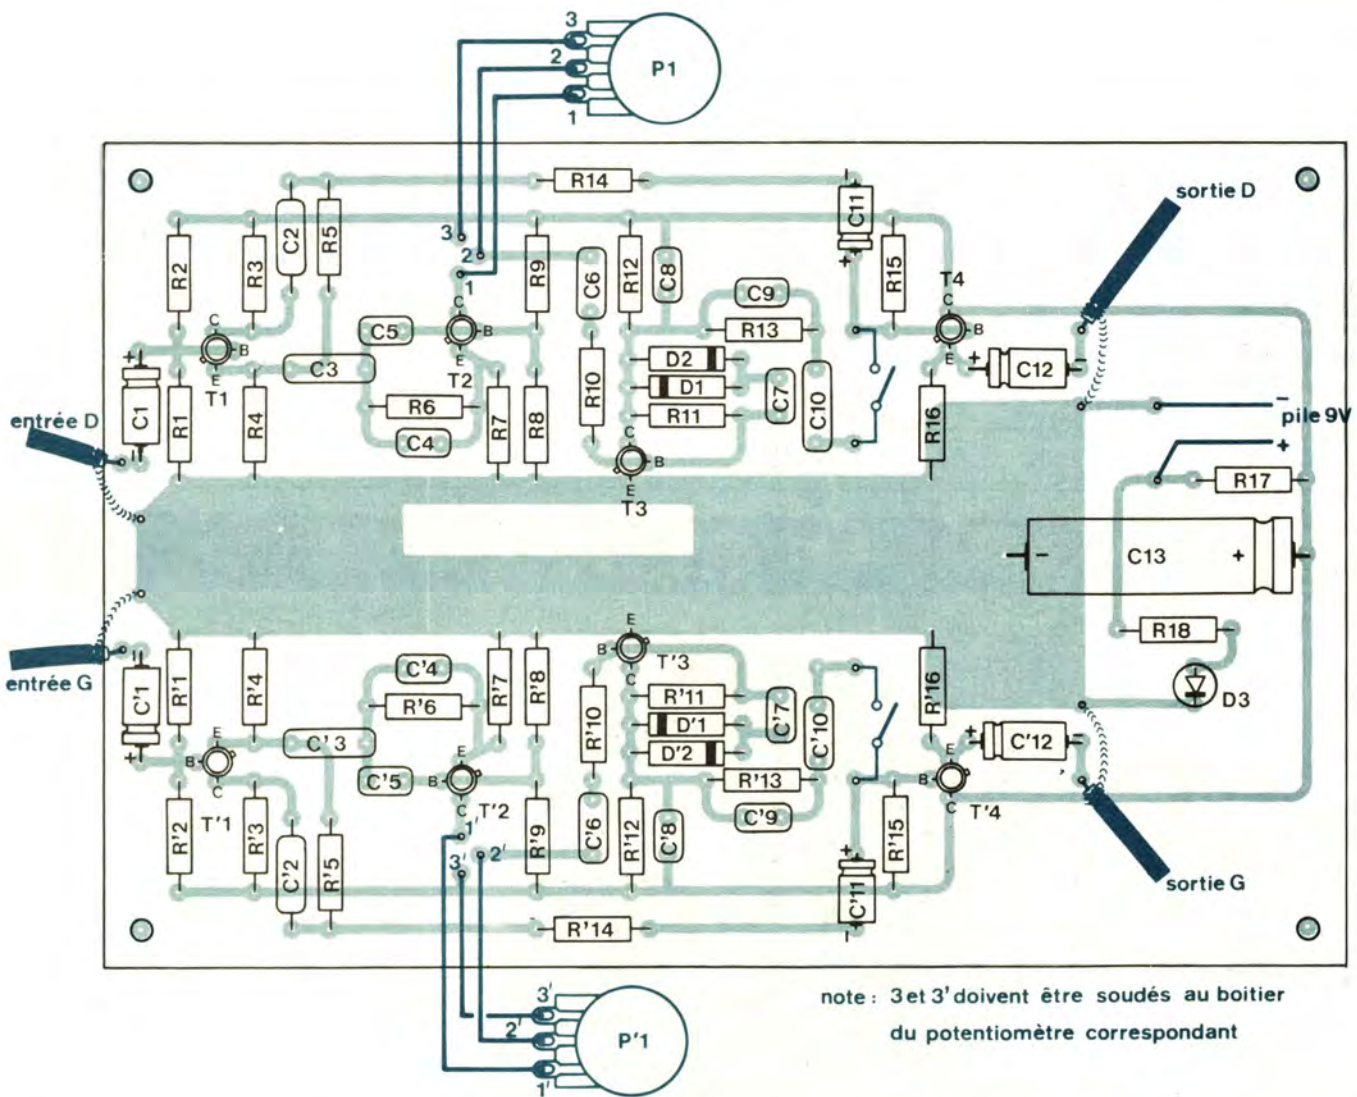 3
2
1
P1
R14
C11
sortie D
R2
R3
C2
R5
3
2
1
R9
C6
R12
C8
C9
R13
R15
T4
C
B
E
C1
+
entrée D
C
B
E
T1
C3
C5
C
B
E
T2
D2
D1
R11
C7
C10
C12
+
-
-
pile 9V
+
R1
R4
R6
C4
R7
R8
R10
C
B
E
T3
R16
R17
C13
-
+
R18
D3
entrée G
C'1
+
R'1
R'4
C'4
R'6
R'7
R'8
E
B
C
T'3
R'11
D'1
D'2
C'7
C'10
R'16
C'12
-
C'3
C'5
E
B
C
T'1
E
B
C
T'2
R'10
R'13
C'9
E
B
C
T'4
R'2
R'3
C'2
R'5
1'
3'
2'
R'9
C'6
R'12
C'8
C'11
+
-
R'15
sortie G
R'14
3'
2'
1'
P'1
note : 3 et 3' doivent être soudés au boitier
du potentiomètre correspondant